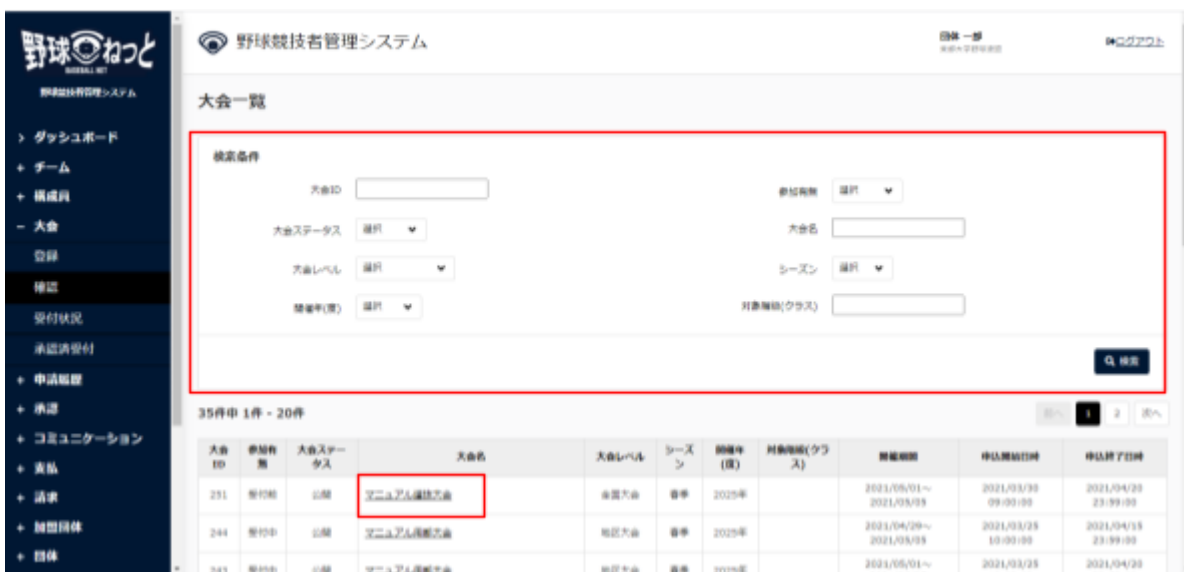 野球ねっと
BASEBALL NET
野球競技者管理システム
野球競技者管理システム
団体 一郎
ログアウト
大会一覧
> ダッシュボード
+ チーム
+ 構成員
− 大会
登録
確認
受付状況
承認済受付
+ 申請履歴
+ 承認
+ コミュニケーション
+ 支払
+ 請求
+ 加盟団体
+ 団体
検索条件
大会ID
参加有無 選択
大会ステータス 選択
大会名
大会レベル 選択
シーズン 選択
開催年(度) 選択
対象階級(クラス)
検索
35件中 1件 - 20件
前へ 1 2 次へ
大会ID 参加有無 大会ステータス 大会名 大会レベル シーズン 開催年(度) 対象階級(クラス) 開催期間 申込開始日時 申込終了日時
251 受付前 公開 マニュアル選抜大会 全国大会 春季 2025年 2021/05/01～2021/05/05 2021/03/30 09:00:00 2021/04/20 23:59:00
244 受付中 公開 マニュアル 地区大会 春季 2025年 2021/04/29～2021/05/05 2021/03/25 10:00:00 2021/04/15 23:59:00
2021/05/01～ 2021/03/25 2021/04/20